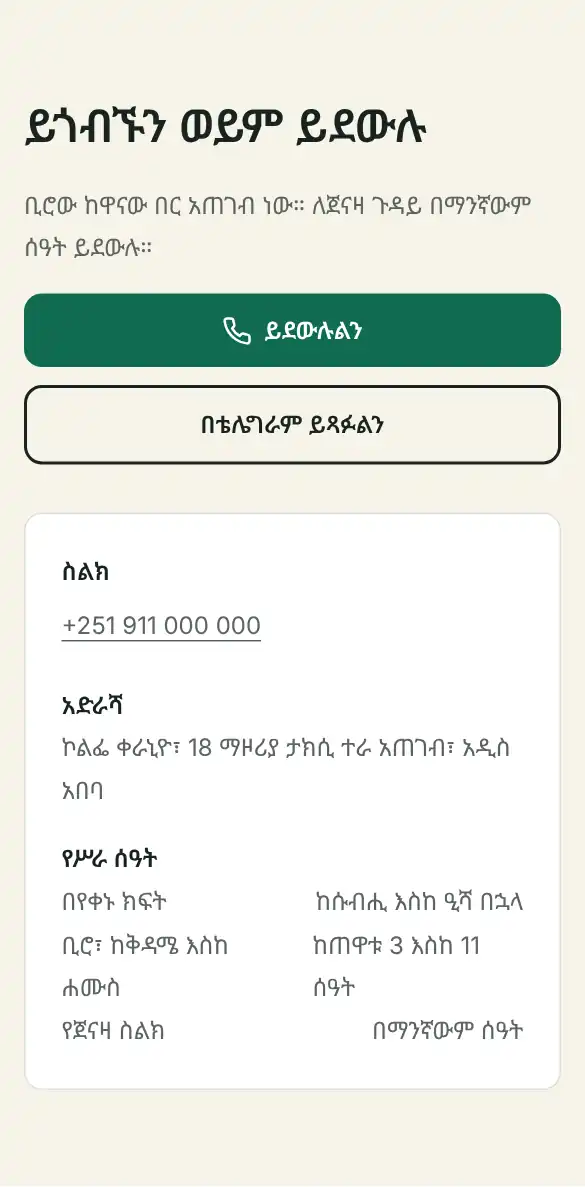 ይጎብኙን ወይም ይደውሉ
ቢሮው ከዋናው በር አጠገብ ነው። ለጀናዛ ጉዳይ በማንኛውም
ሰዓት ይደውሉ።
ይደውሉልን
በቴሌግራም ይጻፉልን
ስልክ
+251 911 000 000
አድራሻ
ኮልፌ ቀራኒዮ፣ 18 ማዞሪያ ታክሲ ተራ አጠገብ፣ አዲስ
አበባ
የሥራ ሰዓት
በየቀኑ ክፍት ከሱብሒ እስከ ዒሻ በኋላ
ቢሮ፣ ከቅዳሜ እስከ ከጠዋቱ 3 እስከ 11
ሐሙስ ሰዓት
የጀናዛ ስልክ በማንኛውም ሰዓት